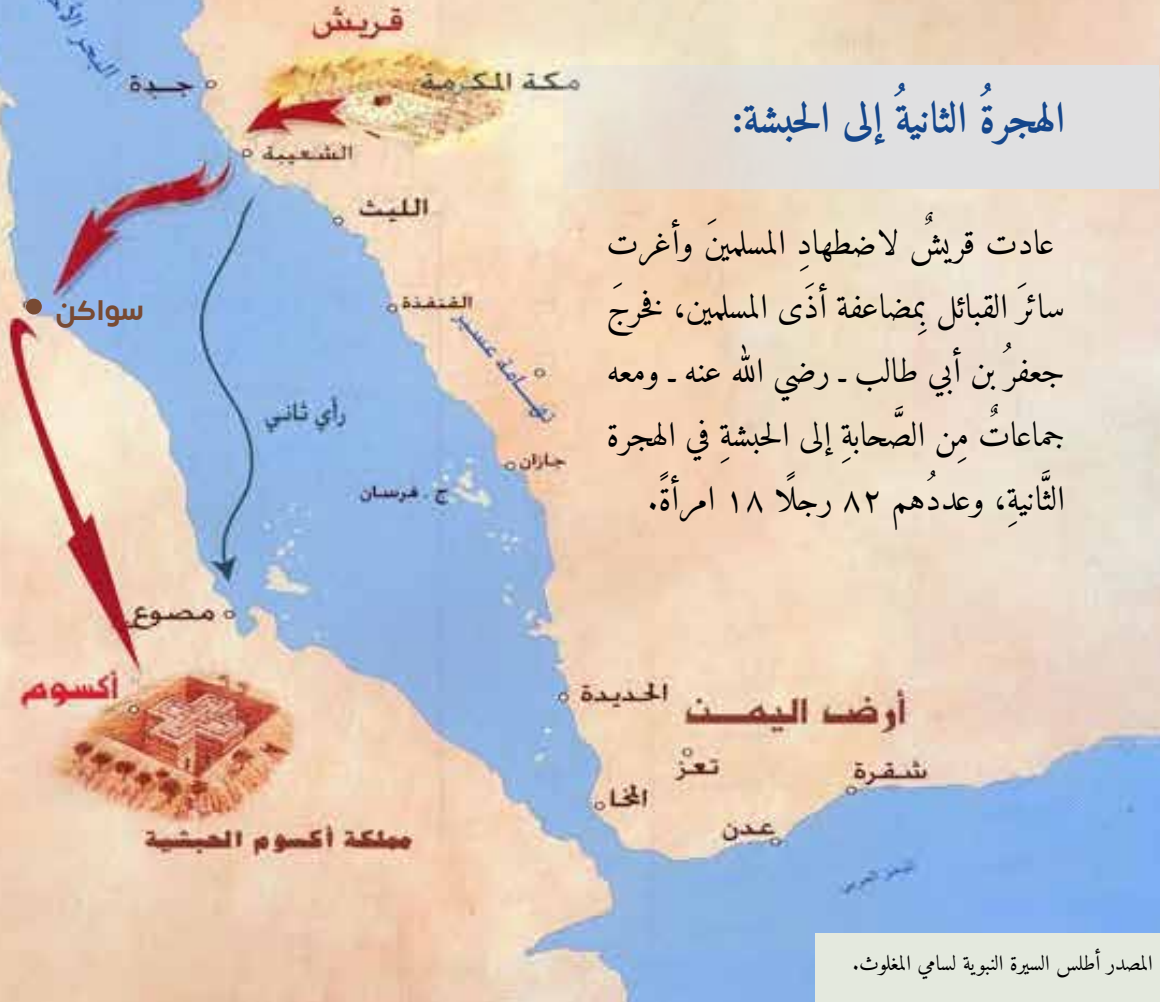 الهجرةُ الثانيةُ إلى الحبشة:
عادت قريشٌ لاضطهادِ المسلمينَ وأغرت
سائرَ القبائل بِمضاعفة أذَى المسلمين، فخرجَ
جعفرُ بن أبي طالب ـ رضي الله عنه ـ ومعه
جماعاتٌ مِن الصَّحابةِ إلى الحبشةِ في الهجرة
الثَّانيةِ، وعددُهم ٨٢ رجلًا ١٨ امرأةً.
قريش
مكة المكرمة
جدة
الشعيبة
الليث
سواكن
القنفذة
رأي ثاني
جازان
ج . فرسان
مصوع
أكسوم
مملكة أكسوم الحبشية
الحديدة
أرض اليمن
تعز
شقرة
المخا
عدن
المصدر أطلس السيرة النبوية لسامي المغلوث.